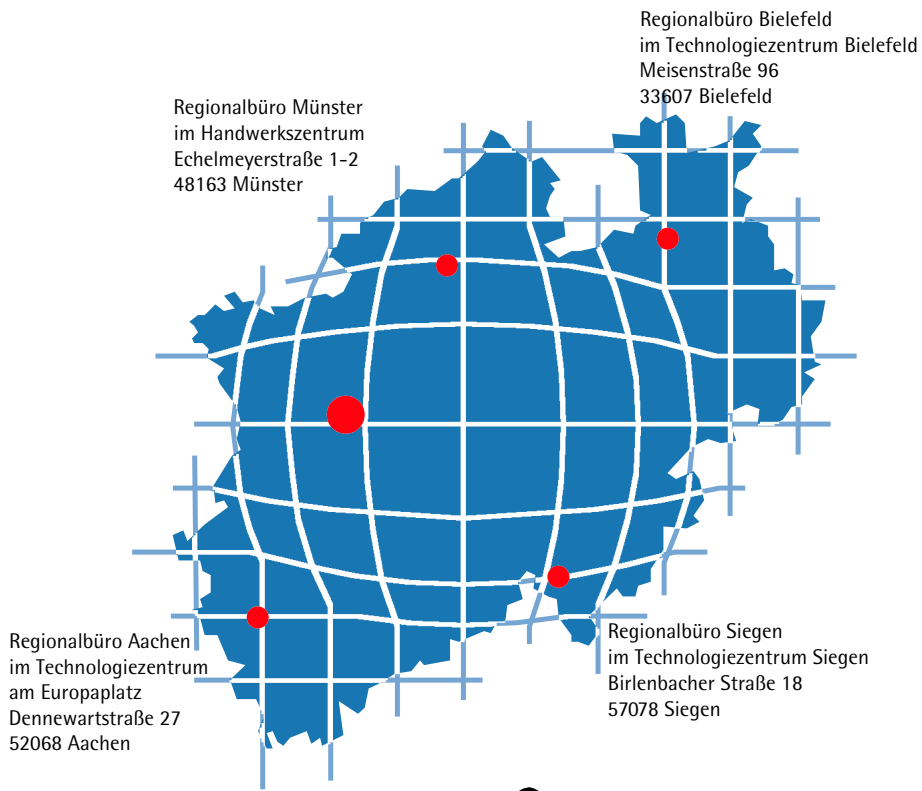 Regionalbüro Bielefeld
im Technologiezentrum Bielefeld
Meisenstraße 96
33607 Bielefeld
Regionalbüro Münster
im Handwerkszentrum
Echelmeyerstraße 1-2
48163 Münster
Regionalbüro Aachen
im Technologiezentrum
am Europaplatz
Dennewartstraße 27
52068 Aachen
Regionalbüro Siegen
im Technologiezentrum Siegen
Birlenbacher Straße 18
57078 Siegen